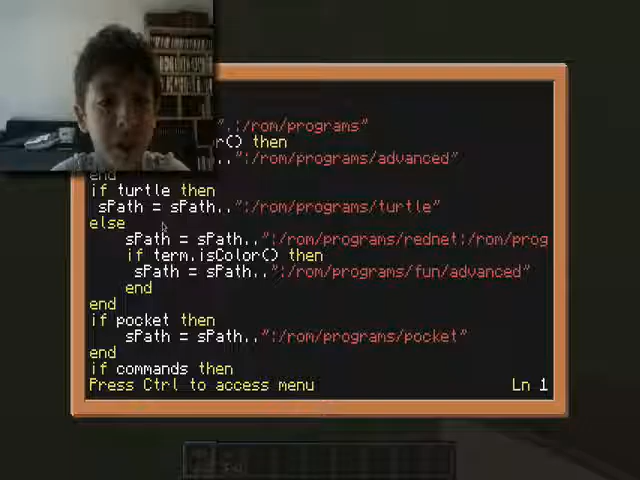 ".:/rom/programs"
r() then
..":/rom/programs/advanced"
end
if turtle then
sPath = sPath..":/rom/programs/turtle"
else
sPath = sPath..":/rom/programs/rednet:/rom/prog
if term.isColor() then
sPath = sPath..":/rom/programs/fun/advanced"
end
end
if pocket then
sPath = sPath..":/rom/programs/pocket"
end
if commands then
Press Ctrl to access menu Ln 1